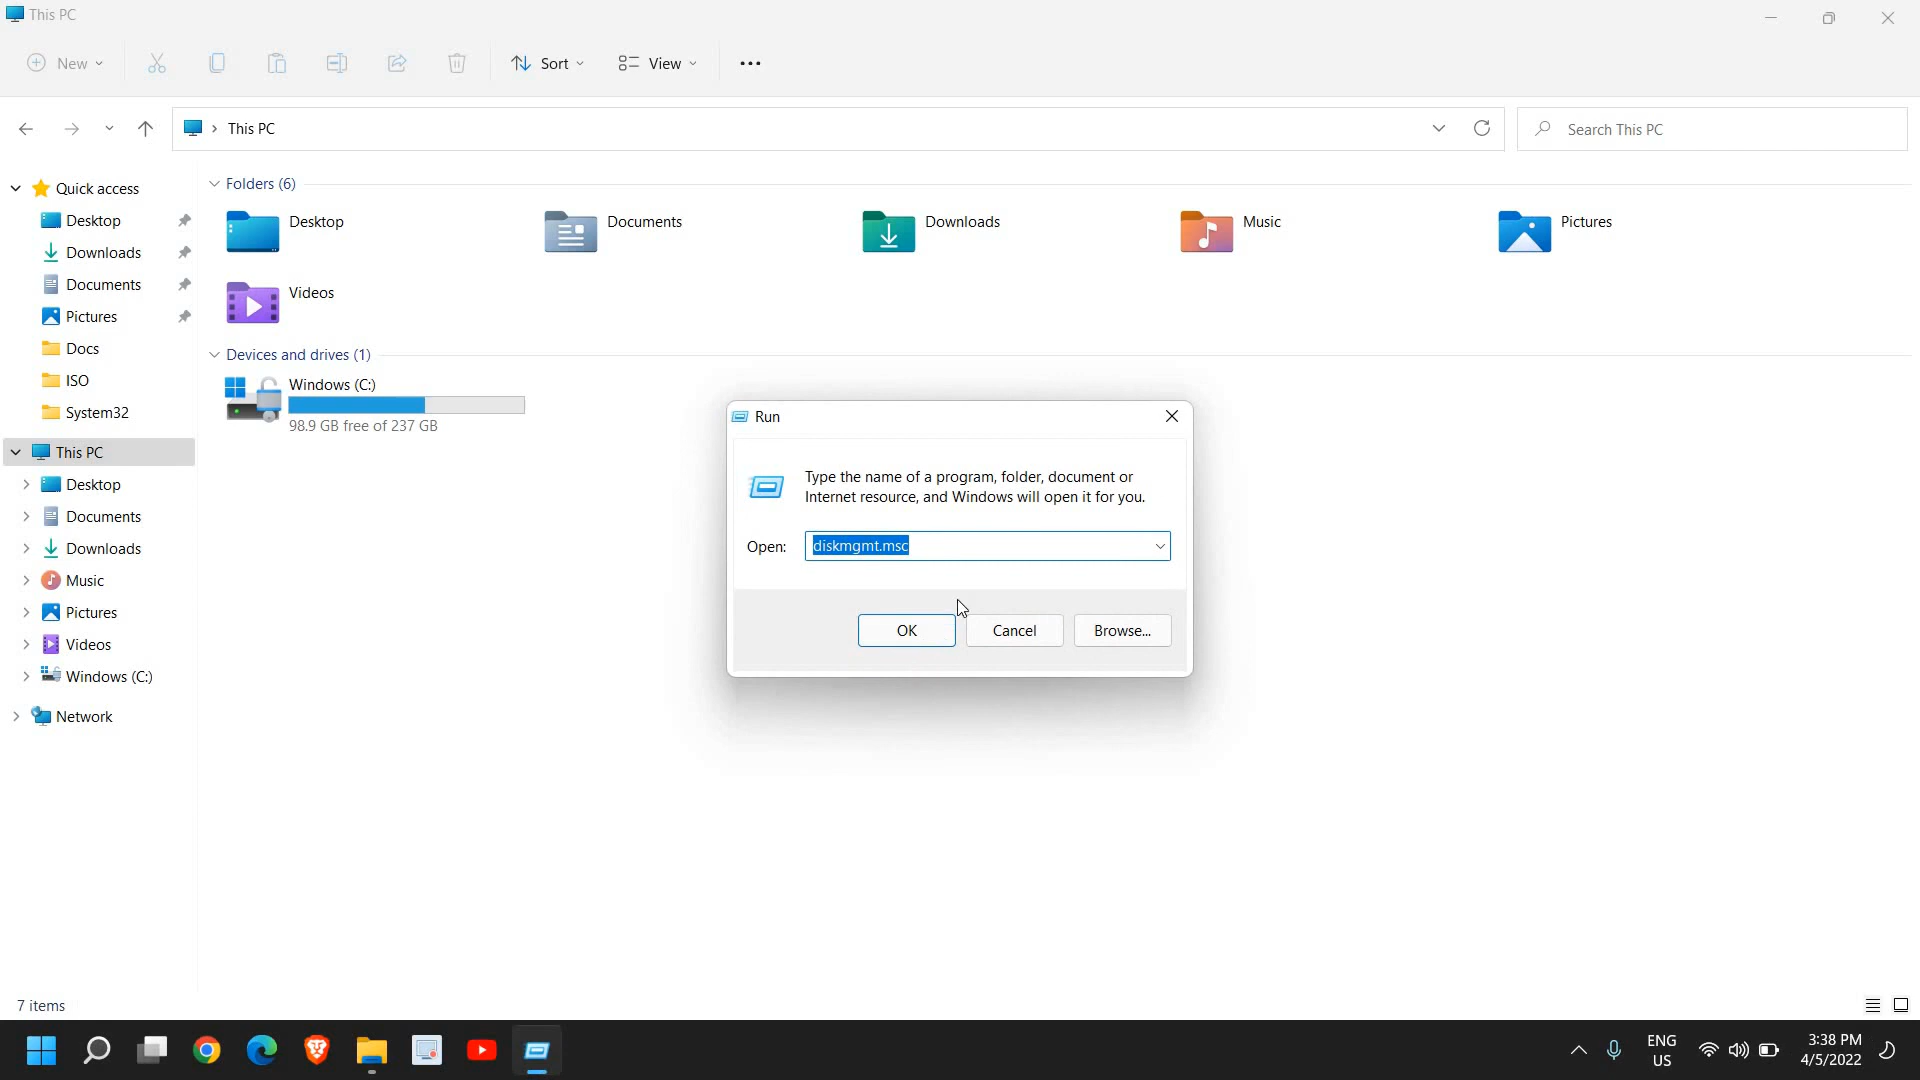 This PC
New
Sort
View
This PC
Search This PC
Quick access
Desktop
Downloads
Documents
Pictures
Docs
ISO
System32
This PC
Desktop
Documents
Downloads
Music
Pictures
Videos
Windows (C:)
Network
Folders (6)
Desktop
Documents
Downloads
Music
Pictures
Videos
Devices and drives (1)
Windows (C:)
98.9 GB free of 237 GB
Run
Type the name of a program, folder, document or
Internet resource, and Windows will open it for you.
Open:
diskmgmt.msc
OK
Cancel
Browse...
7 items
ENG
US
3:38 PM
4/5/2022